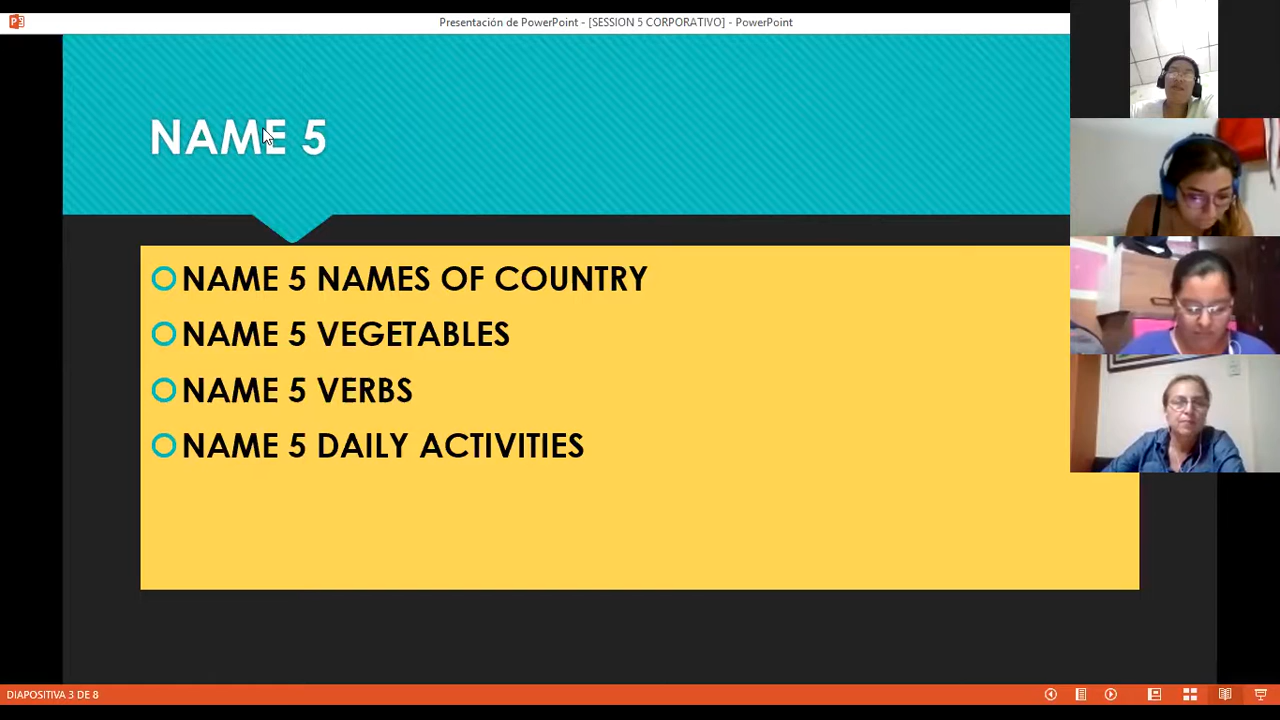 Presentación de PowerPoint - [SESSION 5 CORPORATIVO] - PowerPoint
NAME 5
NAME 5 NAMES OF COUNTRY
NAME 5 VEGETABLES
NAME 5 VERBS
NAME 5 DAILY ACTIVITIES
DIAPOSITIVA 3 DE 8